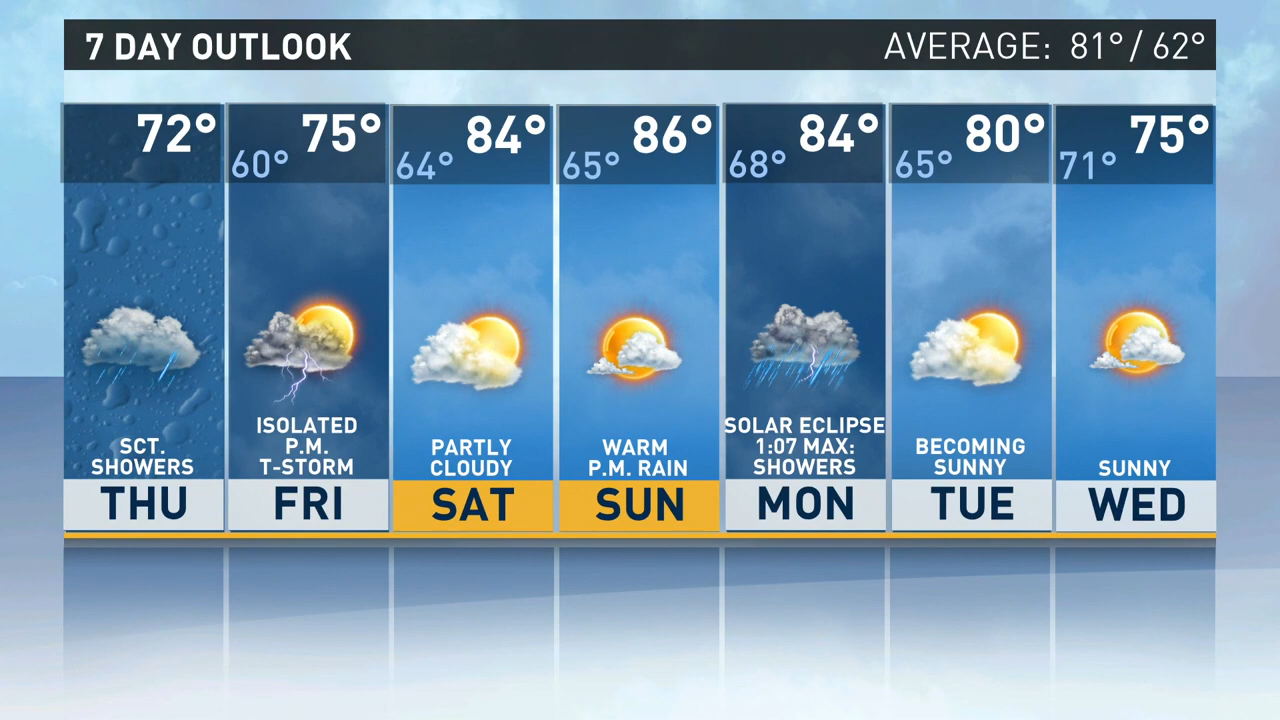 7 DAY OUTLOOK
AVERAGE: 81°/ 62°
72°
SCT.
SHOWERS
THU
75°
60°
ISOLATED
P.M.
T-STORM
FRI
84°
64°
PARTLY
CLOUDY
SAT
86°
65°
WARM
P.M. RAIN
SUN
84°
68°
SOLAR ECLIPSE
1:07 MAX:
SHOWERS
MON
80°
65°
BECOMING
SUNNY
TUE
75°
71°
SUNNY
WED